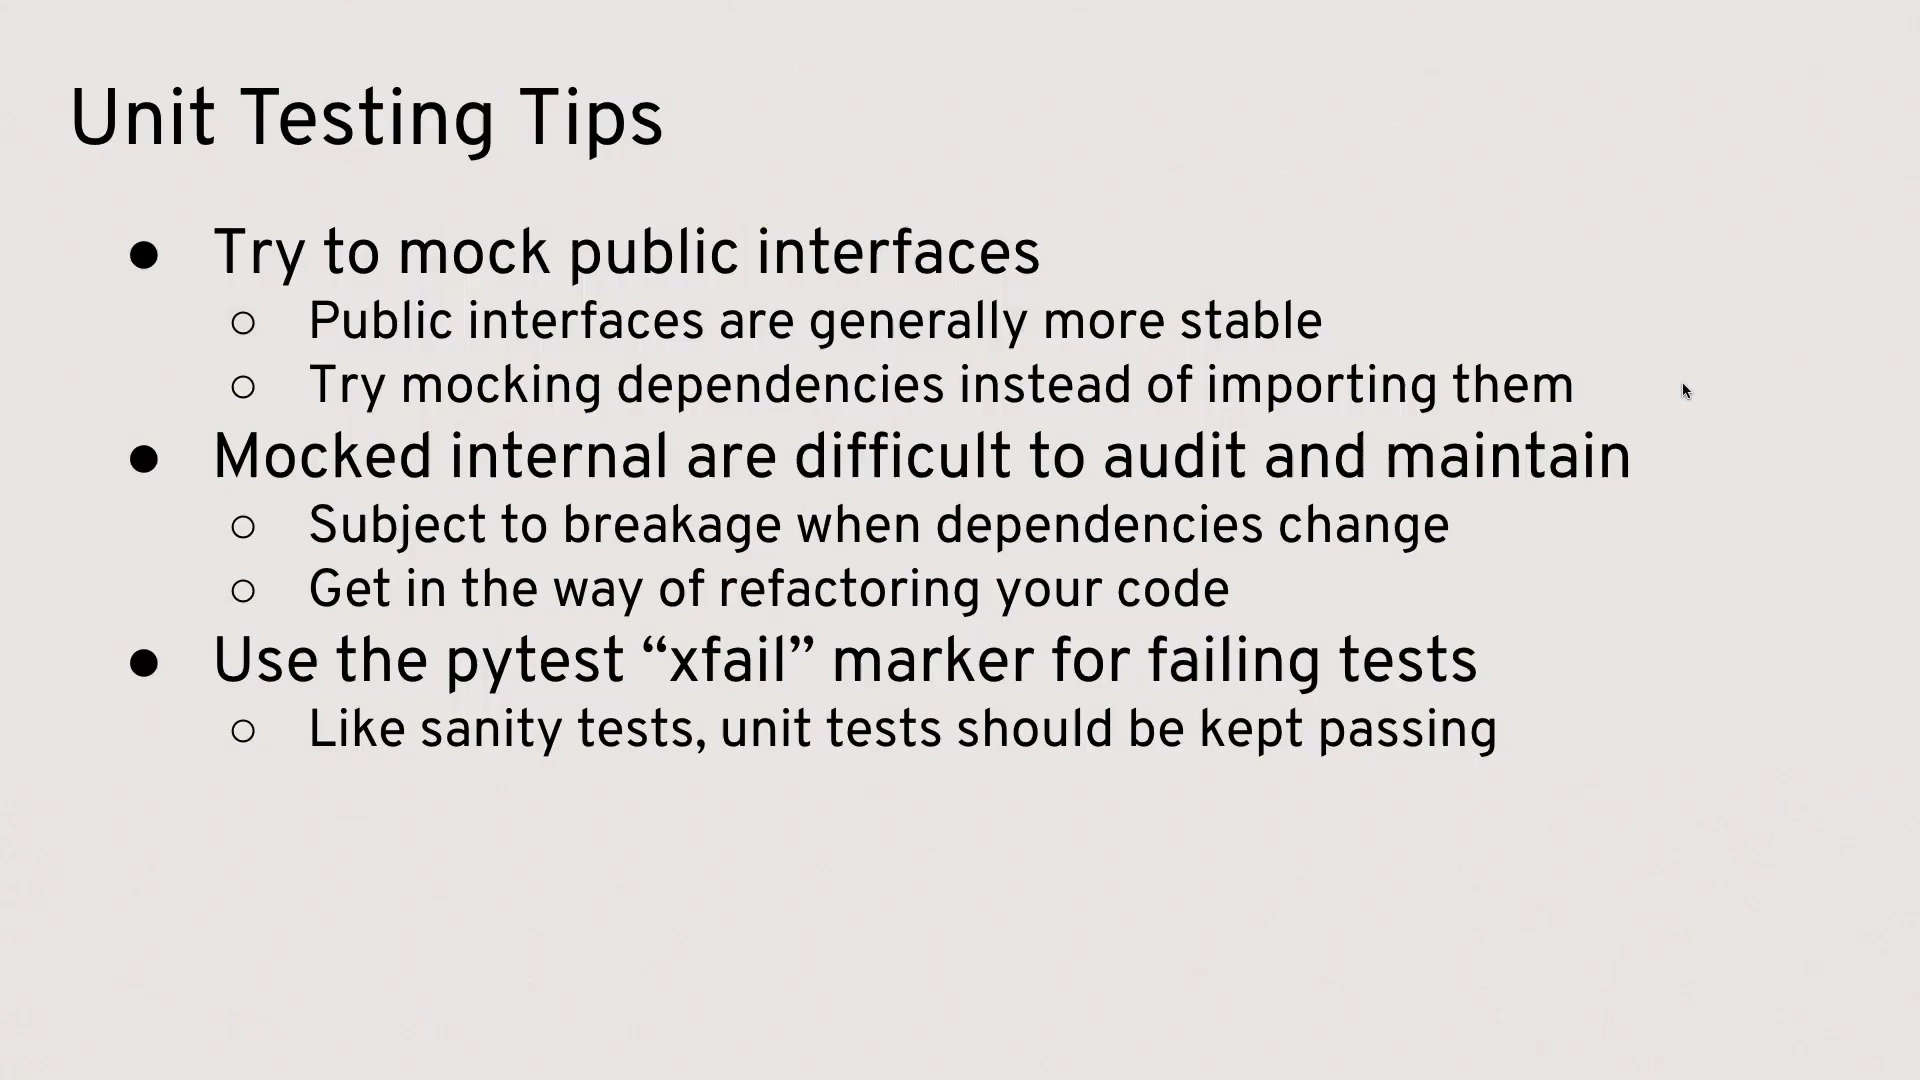 Unit Testing Tips
● Try to mock public interfaces
○ Public interfaces are generally more stable
○ Try mocking dependencies instead of importing them
● Mocked internal are difficult to audit and maintain
○ Subject to breakage when dependencies change
○ Get in the way of refactoring your code
● Use the pytest “xfail” marker for failing tests
○ Like sanity tests, unit tests should be kept passing